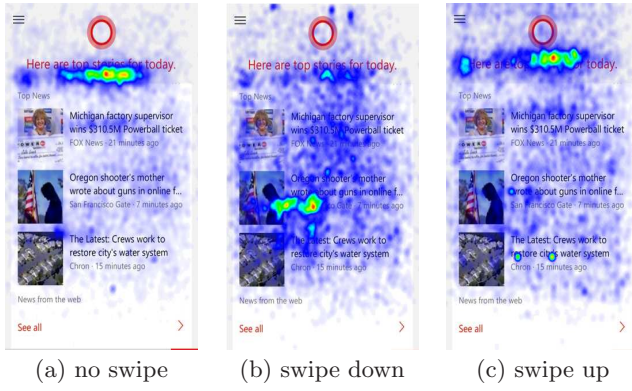 Here are top stories for today.
Top News
Michigan factory supervisor
wins $310.5M Powerball ticket
FOX News · 21 minutes ago
Oregon shooter's mother
wrote about guns in online f...
San Francisco Gate · 7 minutes ago
The Latest: Crews work to
restore city's water system
Chron · 15 minutes ago
News from the web
See all
(a) no swipe
Here are top stories for today.
Top News
Michigan factory supervisor
wins $310.5M Powerball ticket
FOX News · 21 minutes ago
Oregon shooter's mother
wrote about guns in online f...
Gate · 7 minutes ago
The Latest: Crews work to
restore city's water system
Chron · 15 minutes ago
News from the web
See all
(b) swipe down
Here are top stories for today.
Top News
Michigan factory supervisor
wins $310.5M Powerball ticket
FOX News · 21 minutes ago
Oregon shooter's mother
wrote about guns in online f...
San Francisco Gate · 7 minutes ago
The Latest: Crews work to
restore city's water system
Chron · 15 minutes ago
News from the web
See all
(c) swipe up